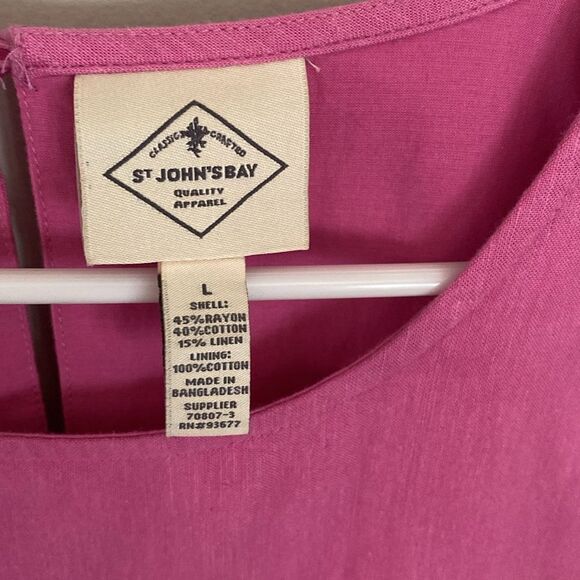 CLASSIC CRAFTED
ST JOHN'S BAY
QUALITY
APPAREL
L
SHELL:
45%RAYON
40%COTTON
15% LINEN
LINING:
100%COTTON
MADE IN
BANGLADESH
SUPPLIER
70807-3
RN#93677